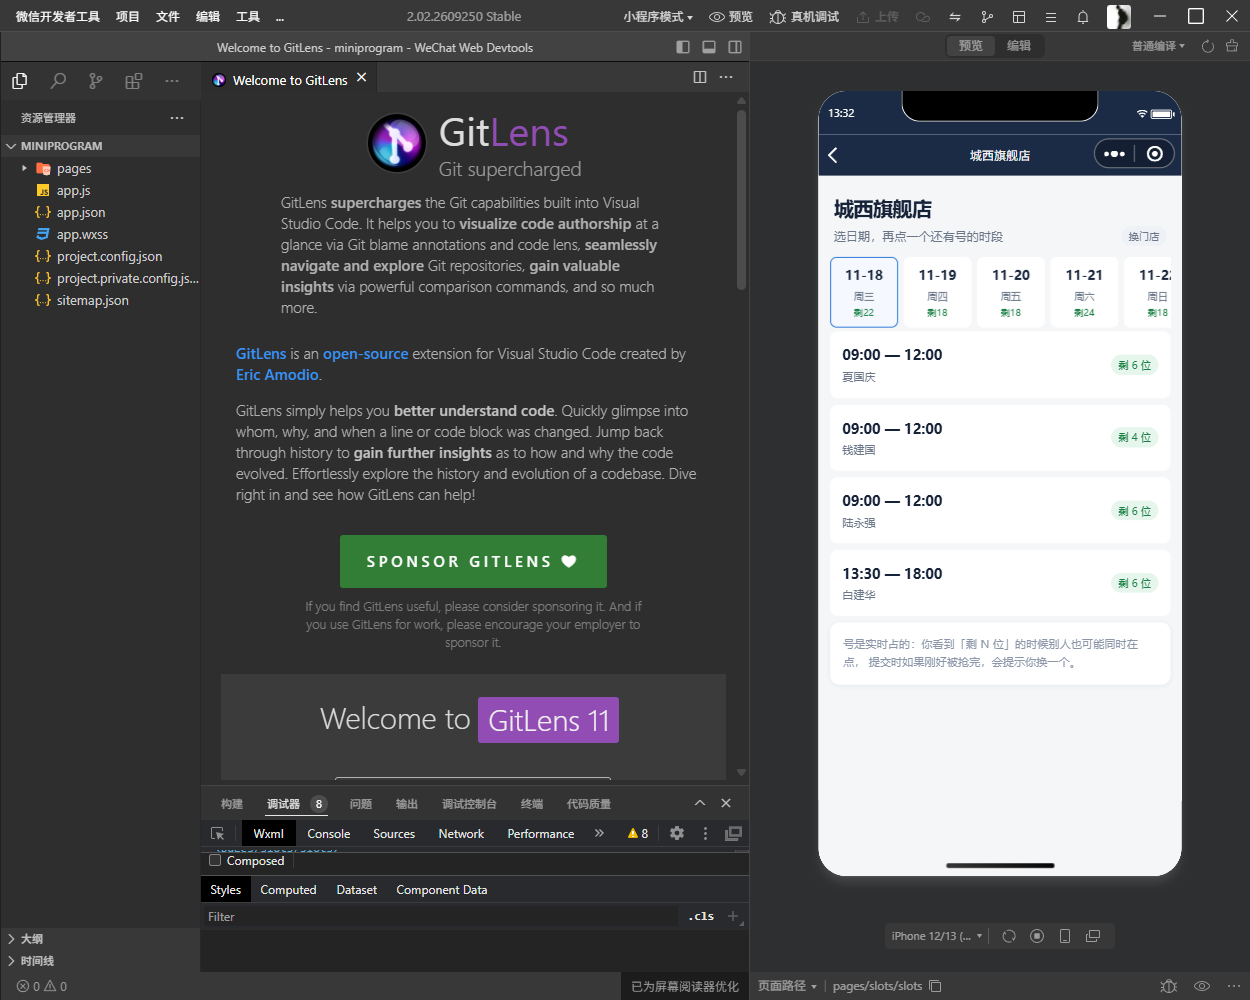 微信开发者工具 项目 文件 编辑 工具 ...
2.02.2609250 Stable
小程序模式 预览 真机调试 上传
Welcome to GitLens - miniprogram - WeChat Web Devtools
预览 编辑 普通编译
Welcome to GitLens
资源管理器
MINIPROGRAM
pages
app.js
app.json
app.wxss
project.config.json
project.private.config.js...
sitemap.json
大纲
时间线
0 0
GitLens
Git supercharged
GitLens supercharges the Git capabilities built into Visual
Studio Code. It helps you to visualize code authorship at a
glance via Git blame annotations and code lens, seamlessly
navigate and explore Git repositories, gain valuable
insights via powerful comparison commands, and so much
more.
GitLens is an open-source extension for Visual Studio Code created by
Eric Amodio.
GitLens simply helps you better understand code. Quickly glimpse into
whom, why, and when a line or code block was changed. Jump back
through history to gain further insights as to how and why the code
evolved. Effortlessly explore the history and evolution of a codebase. Dive
right in and see how GitLens can help!
SPONSOR GITLENS
If you find GitLens useful, please consider sponsoring it. And if
you use GitLens for work, please encourage your employer to
sponsor it.
Welcome to GitLens 11
构建 调试器 8 问题 输出 调试控制台 终端 代码质量
Wxml Console Sources Network Performance 8
Composed
Styles Computed Dataset Component Data
Filter .cls
已为屏幕阅读器优化
13:32
城西旗舰店
城西旗舰店
选日期，再点一个还有号的时段
换门店
11-18 11-19 11-20 11-21 11-22
周三 周四 周五 周六 周日
剩22 剩18 剩18 剩24 剩18
09:00 — 12:00
夏国庆
剩 6 位
09:00 — 12:00
钱建国
剩 4 位
09:00 — 12:00
陆永强
剩 6 位
13:30 — 18:00
白建华
剩 6 位
号是实时占的：你看到「剩 N 位」的时候别人也可能同时在
点， 提交时如果刚好被抢完，会提示你换一个。
iPhone 12/13 (...
页面路径 pages/slots/slots